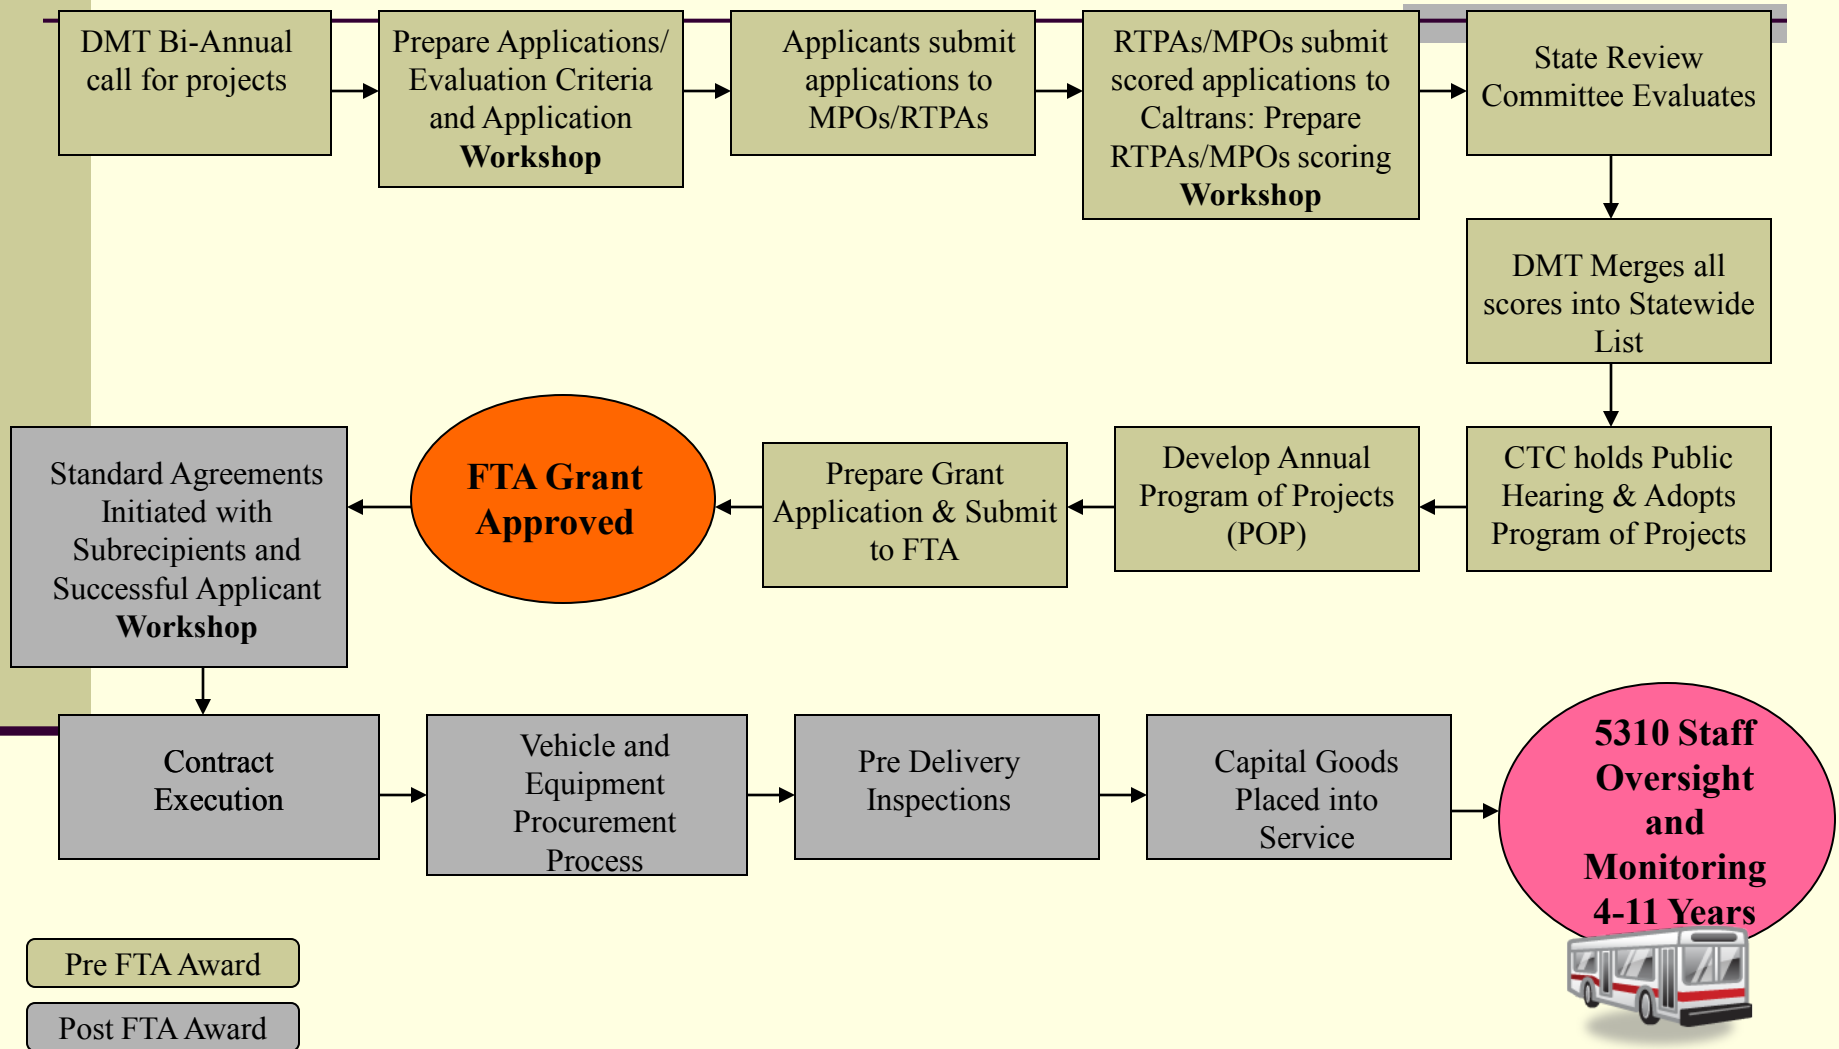 DMT Bi-Annual
call for projects
Prepare Applications/
Evaluation Criteria
and Application
Workshop
Applicants submit
applications to
MPOs/RTPAs
RTPAs/MPOs submit
scored applications to
Caltrans: Prepare
RTPAs/MPOs scoring
Workshop
State Review
Committee Evaluates
DMT Merges all
scores into Statewide
List
CTC holds Public
Hearing & Adopts
Program of Projects
Develop Annual
Program of Projects
(POP)
Prepare Grant
Application & Submit
to FTA
FTA Grant
Approved
Standard Agreements
Initiated with
Subrecipients and
Successful Applicant
Workshop
Contract
Execution
Vehicle and
Equipment
Procurement
Process
Pre Delivery
Inspections
Capital Goods
Placed into
Service
5310 Staff
Oversight
and
Monitoring
4-11 Years
Pre FTA Award
Post FTA Award